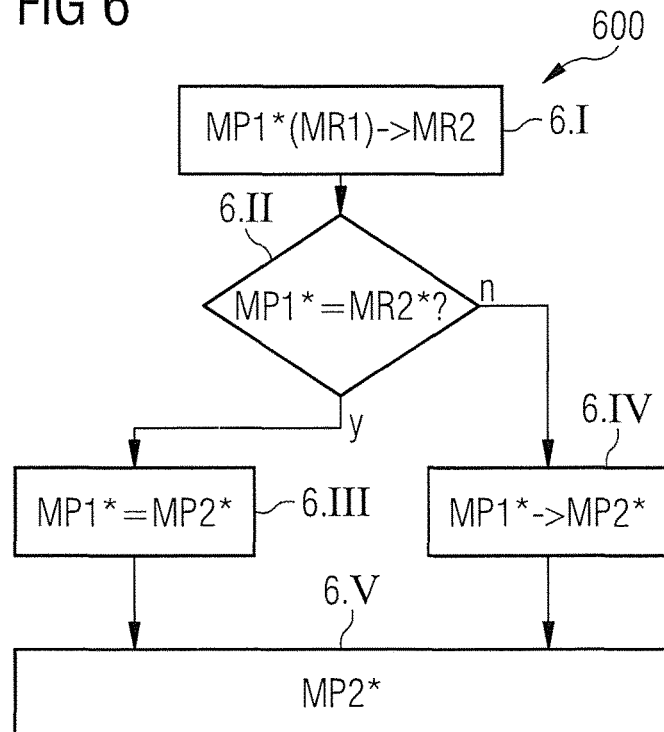 FIG 6
600
MP1*(MR1)->MR2
6.I
6.II
MP1*=MR2*?
n
y
6.IV
MP1*=MP2*
6.III
MP1*->MP2*
6.V
MP2*